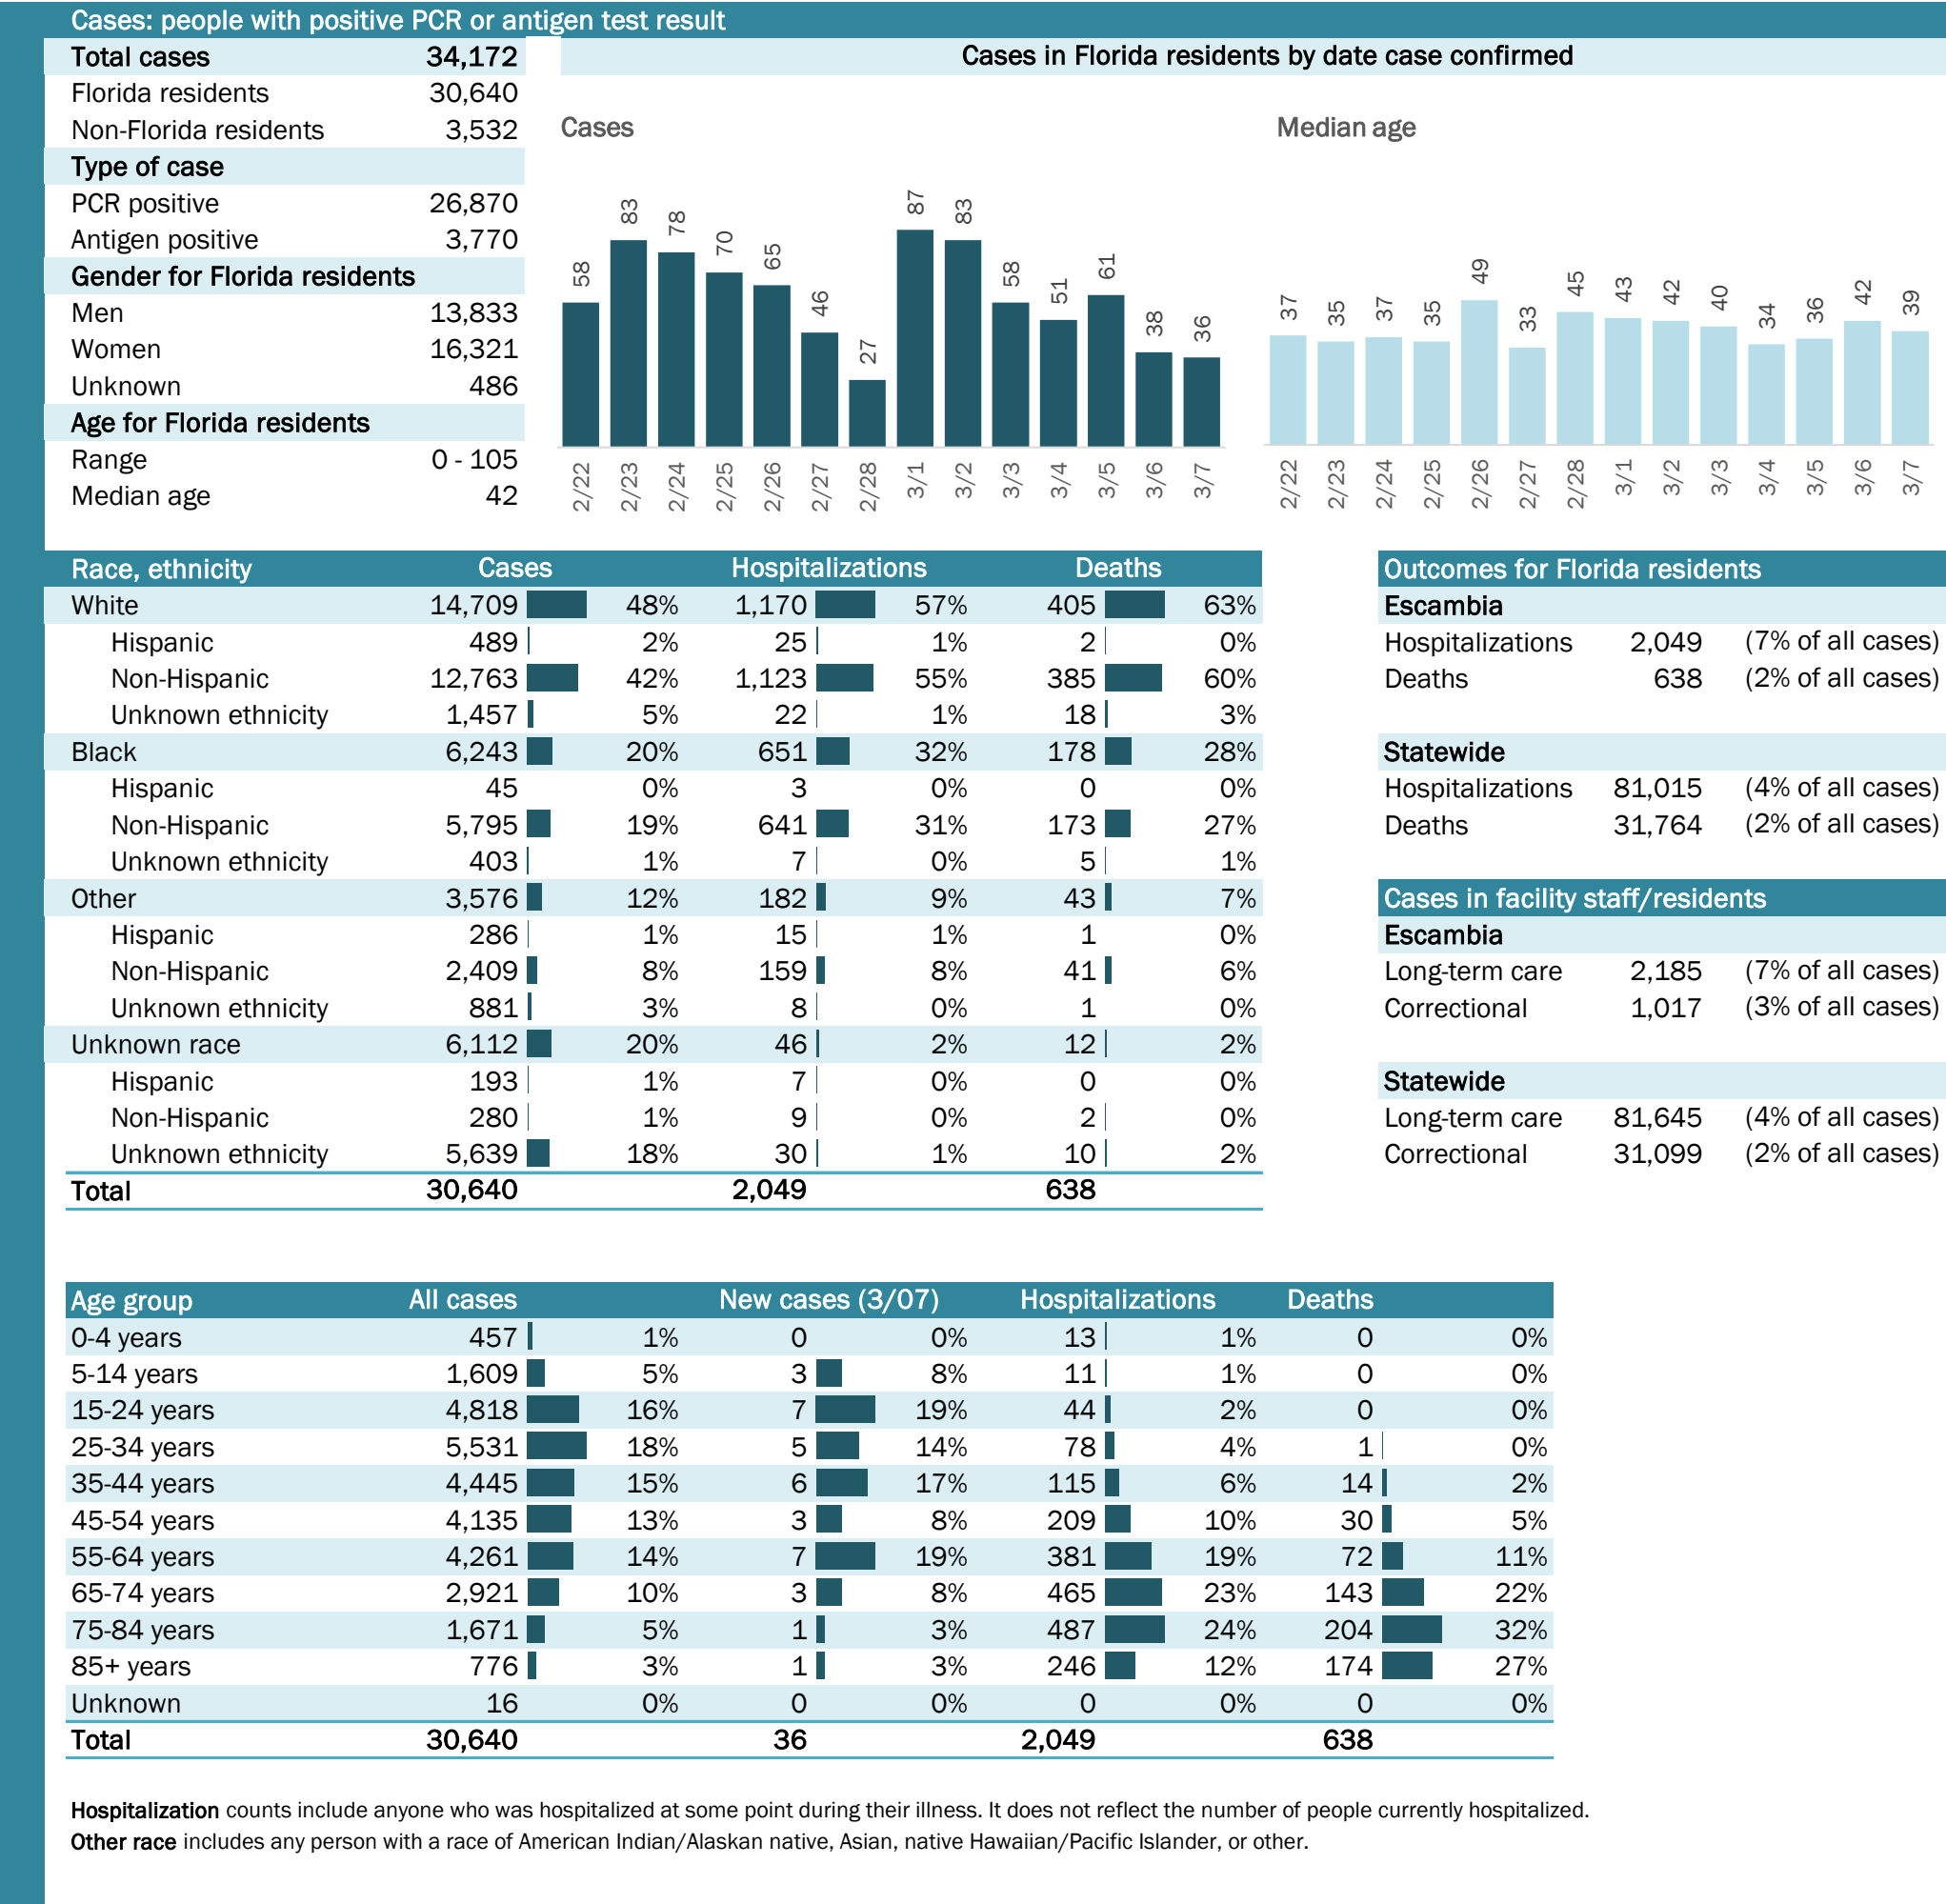 Cases: people with positive PCR or antigen test result
Total cases 34,172
Florida residents 30,640
Non-Florida residents 3,532
Type of case
PCR positive 26,870
Antigen positive 3,770
Gender for Florida residents
Men 13,833
Women 16,321
Unknown 486
Age for Florida residents
Range 0 - 105
Median age 42
Cases in Florida residents by date case confirmed
Cases
58 83 78 70 65 46 27 87 83 58 51 61 38 36
2/22 2/23 2/24 2/25 2/26 2/27 2/28 3/1 3/2 3/3 3/4 3/5 3/6 3/7
Median age
37 35 37 35 49 33 45 43 42 40 34 36 42 39
2/22 2/23 2/24 2/25 2/26 2/27 2/28 3/1 3/2 3/3 3/4 3/5 3/6 3/7
Race, ethnicity Cases Hospitalizations Deaths
White 14,709 48% 1,170 57% 405 63%
Hispanic 489 2% 25 1% 2 0%
Non-Hispanic 12,763 42% 1,123 55% 385 60%
Unknown ethnicity 1,457 5% 22 1% 18 3%
Black 6,243 20% 651 32% 178 28%
Hispanic 45 0% 3 0% 0 0%
Non-Hispanic 5,795 19% 641 31% 173 27%
Unknown ethnicity 403 1% 7 0% 5 1%
Other 3,576 12% 182 9% 43 7%
Hispanic 286 1% 15 1% 1 0%
Non-Hispanic 2,409 8% 159 8% 41 6%
Unknown ethnicity 881 3% 8 0% 1 0%
Unknown race 6,112 20% 46 2% 12 2%
Hispanic 193 1% 7 0% 0 0%
Non-Hispanic 280 1% 9 0% 2 0%
Unknown ethnicity 5,639 18% 30 1% 10 2%
Total 30,640 2,049 638
Outcomes for Florida residents
Escambia
Hospitalizations 2,049 (7% of all cases)
Deaths 638 (2% of all cases)
Statewide
Hospitalizations 81,015 (4% of all cases)
Deaths 31,764 (2% of all cases)
Cases in facility staff/residents
Escambia
Long-term care 2,185 (7% of all cases)
Correctional 1,017 (3% of all cases)
Statewide
Long-term care 81,645 (4% of all cases)
Correctional 31,099 (2% of all cases)
Age group All cases New cases (3/07) Hospitalizations Deaths
0-4 years 457 1% 0 0% 13 1% 0 0%
5-14 years 1,609 5% 3 8% 11 1% 0 0%
15-24 years 4,818 16% 7 19% 44 2% 0 0%
25-34 years 5,531 18% 5 14% 78 4% 1 0%
35-44 years 4,445 15% 6 17% 115 6% 14 2%
45-54 years 4,135 13% 3 8% 209 10% 30 5%
55-64 years 4,261 14% 7 19% 381 19% 72 11%
65-74 years 2,921 10% 3 8% 465 23% 143 22%
75-84 years 1,671 5% 1 3% 487 24% 204 32%
85+ years 776 3% 1 3% 246 12% 174 27%
Unknown 16 0% 0 0% 0 0% 0 0%
Total 30,640 36 2,049 638
Hospitalization counts include anyone who was hospitalized at some point during their illness. It does not reflect the number of people currently hospitalized.
Other race includes any person with a race of American Indian/Alaskan native, Asian, native Hawaiian/Pacific Islander, or other.